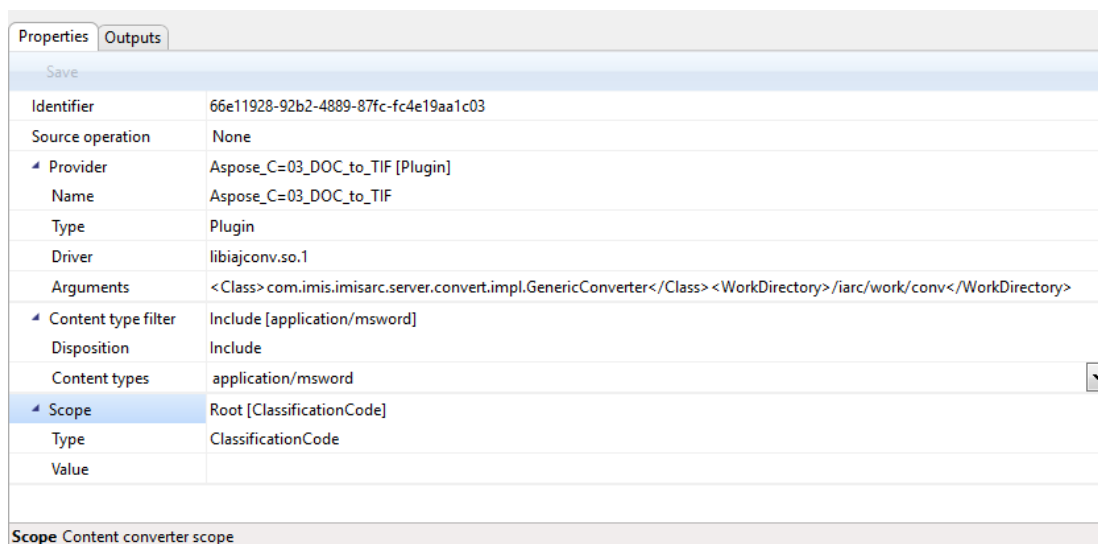 Properties Outputs
Save
Identifier 66e11928-92b2-4889-87fc-fc4e19aa1c03
Source operation None
Provider Aspose_C=03_DOC_to_TIF [Plugin]
Name Aspose_C=03_DOC_to_TIF
Type Plugin
Driver libiajconv.so.1
Arguments <Class>com.imis.imisarc.server.convert.impl.GenericConverter</Class><WorkDirectory>/iarc/work/conv</WorkDirectory>
Content type filter Include [application/msword]
Disposition Include
Content types application/msword
Scope Root [ClassificationCode]
Type ClassificationCode
Value
Scope Content converter scope